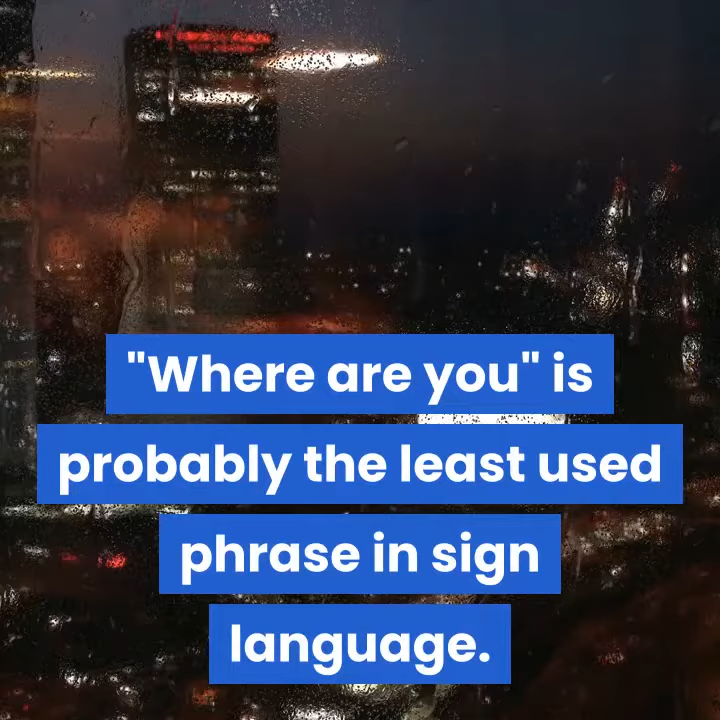 "Where are you" is
probably the least used
phrase in sign
language.